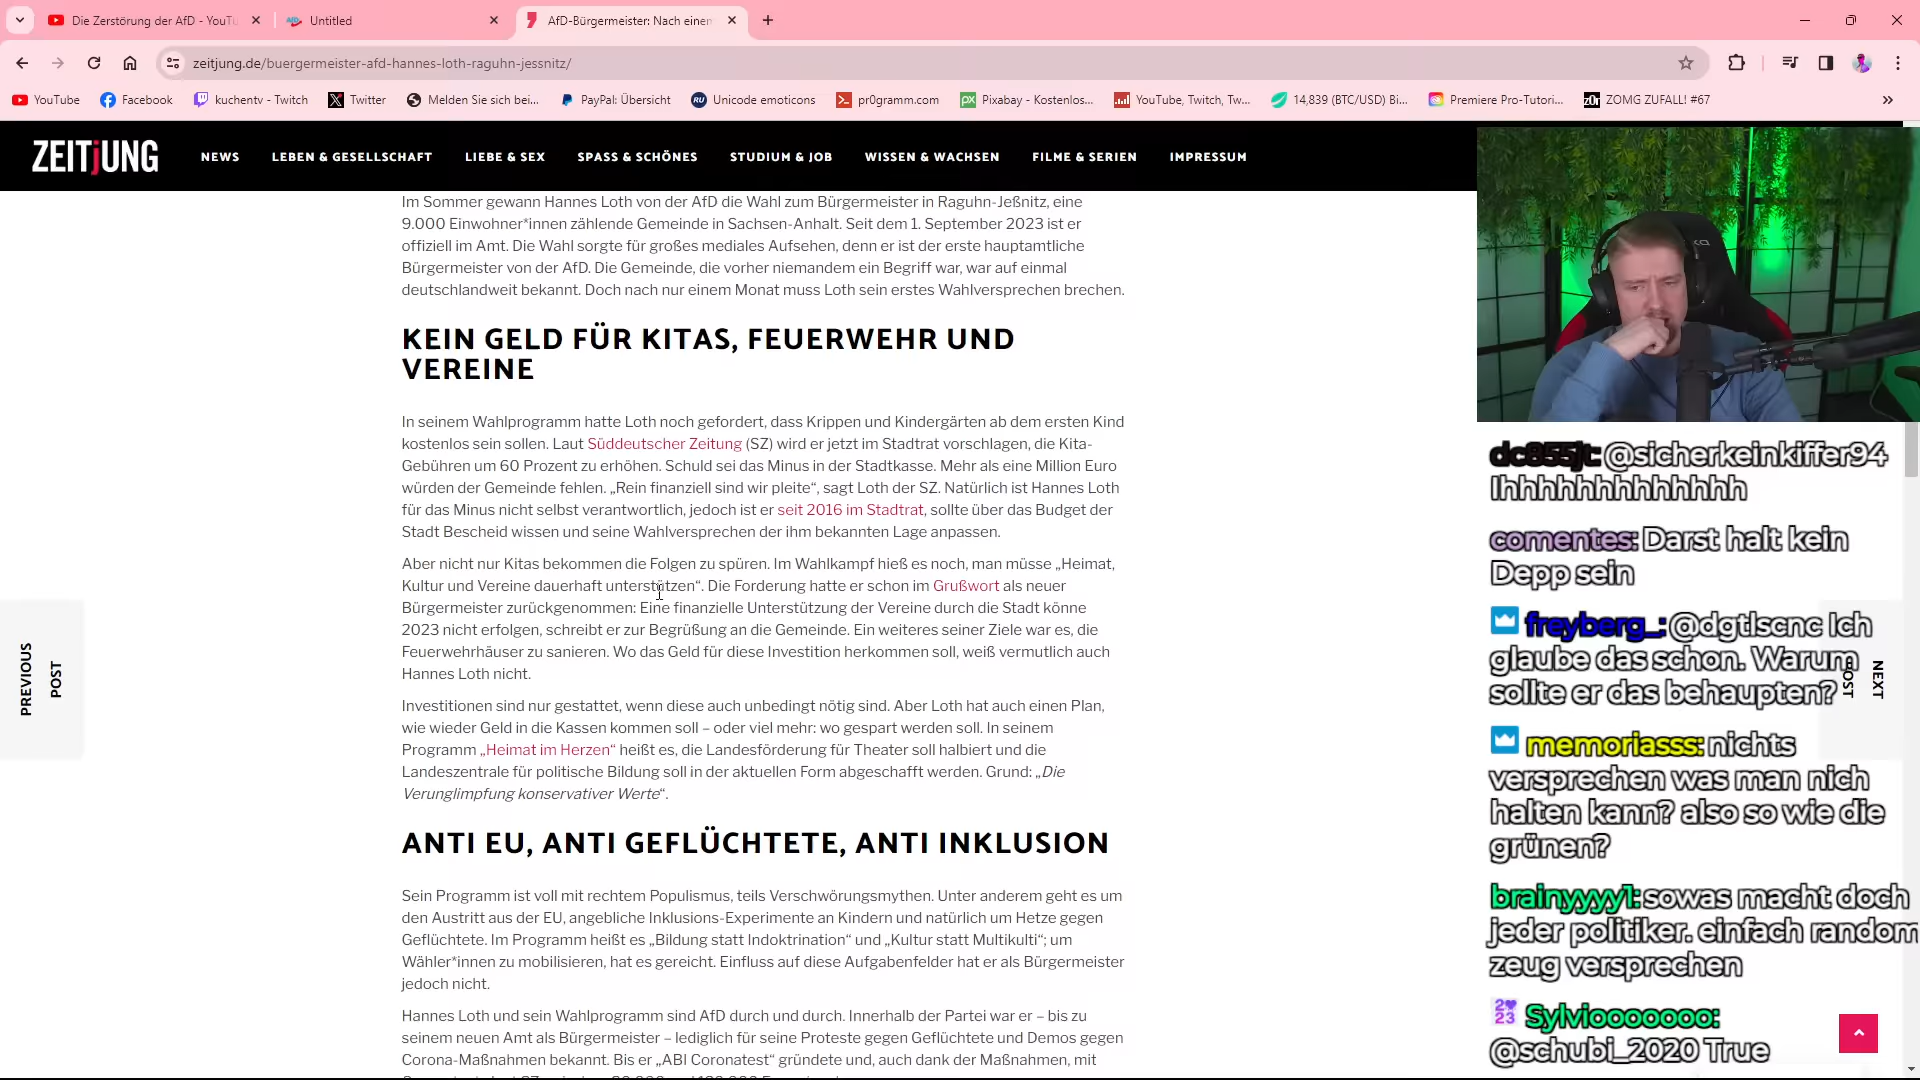 Die Zerstörung der AfD - YouTu
Untitled
AfD-Bürgermeister: Nach einem
zeitjung.de/buergermeister-afd-hannes-loth-raguhn-jessnitz/
YouTube
Facebook
kuchentv - Twitch
Twitter
Melden Sie sich bei...
PayPal: Übersicht
Unicode emoticons
pr0gramm.com
Pixabay - Kostenlos...
YouTube, Twitch, Tw...
14,839 (BTC/USD) Bi...
Premiere Pro-Tutori...
ZOMG ZUFALL! #67
ZEITjUNG
NEWS
LEBEN & GESELLSCHAFT
LIEBE & SEX
SPASS & SCHÖNES
STUDIUM & JOB
WISSEN & WACHSEN
FILME & SERIEN
IMPRESSUM
Im Sommer gewann Hannes Loth von der AfD die Wahl zum Bürgermeister in Raguhn-Jeßnitz, eine
9.000 Einwohner*innen zählende Gemeinde in Sachsen-Anhalt. Seit dem 1. September 2023 ist er
offiziell im Amt. Die Wahl sorgte für großes mediales Aufsehen, denn er ist der erste hauptamtliche
Bürgermeister von der AfD. Die Gemeinde, die vorher niemandem ein Begriff war, war auf einmal
deutschlandweit bekannt. Doch nach nur einem Monat muss Loth sein erstes Wahlversprechen brechen.
KEIN GELD FÜR KITAS, FEUERWEHR UND
VEREINE
In seinem Wahlprogramm hatte Loth noch gefordert, dass Krippen und Kindergärten ab dem ersten Kind
kostenlos sein sollen. Laut Süddeutscher Zeitung (SZ) wird er jetzt im Stadtrat vorschlagen, die Kita-
Gebühren um 60 Prozent zu erhöhen. Schuld sei das Minus in der Stadtkasse. Mehr als eine Million Euro
würden der Gemeinde fehlen. „Rein finanziell sind wir pleite“, sagt Loth der SZ. Natürlich ist Hannes Loth
für das Minus nicht selbst verantwortlich, jedoch ist er seit 2016 im Stadtrat, sollte über das Budget der
Stadt Bescheid wissen und seine Wahlversprechen der ihm bekannten Lage anpassen.
Aber nicht nur Kitas bekommen die Folgen zu spüren. Im Wahlkampf hieß es noch, man müsse „Heimat,
Kultur und Vereine dauerhaft unterstützen“. Die Forderung hatte er schon im Grußwort als neuer
Bürgermeister zurückgenommen: Eine finanzielle Unterstützung der Vereine durch die Stadt könne
2023 nicht erfolgen, schreibt er zur Begrüßung an die Gemeinde. Ein weiteres seiner Ziele war es, die
Feuerwehrhäuser zu sanieren. Wo das Geld für diese Investition herkommen soll, weiß vermutlich auch
Hannes Loth nicht.
Investitionen sind nur gestattet, wenn diese auch unbedingt nötig sind. Aber Loth hat auch einen Plan,
wie wieder Geld in die Kassen kommen soll – oder viel mehr: wo gespart werden soll. In seinem
Programm „Heimat im Herzen“ heißt es, die Landesförderung für Theater soll halbiert und die
Landeszentrale für politische Bildung soll in der aktuellen Form abgeschafft werden. Grund: „Die
Verunglimpfung konservativer Werte“.
ANTI EU, ANTI GEFLÜCHTETE, ANTI INKLUSION
Sein Programm ist voll mit rechtem Populismus, teils Verschwörungsmythen. Unter anderem geht es um
den Austritt aus der EU, angebliche Inklusions-Experimente an Kindern und natürlich um Hetze gegen
Geflüchtete. Im Programm heißt es „Bildung statt Indoktrination“ und „Kultur statt Multikulti“; um
Wähler*innen zu mobilisieren, hat es gereicht. Einfluss auf diese Aufgabenfelder hat er als Bürgermeister
jedoch nicht.
Hannes Loth und sein Wahlprogramm sind AfD durch und durch. Innerhalb der Partei war er – bis zu
seinem neuen Amt als Bürgermeister – lediglich für seine Proteste gegen Geflüchtete und Demos gegen
Corona-Maßnahmen bekannt. Bis er „ABI Coronatest“ gründete und, auch dank der Maßnahmen, mit
PREVIOUS
POST
NEXT
POST
dc855jt: @sicherkeinkiffer94
Ihhhhhhhhhhhhh
comentes: Darst halt kein
Depp sein
freyberg_: @dgtlscnc Ich
glaube das schon. Warum
sollte er das behaupten?
memoriasss: nichts
versprechen was man nich
halten kann? also so wie die
grünen?
brainyyyy1: sowas macht doch
jeder politiker. einfach random
zeug versprechen
Sylviooooooo:
@schubi_2020 True